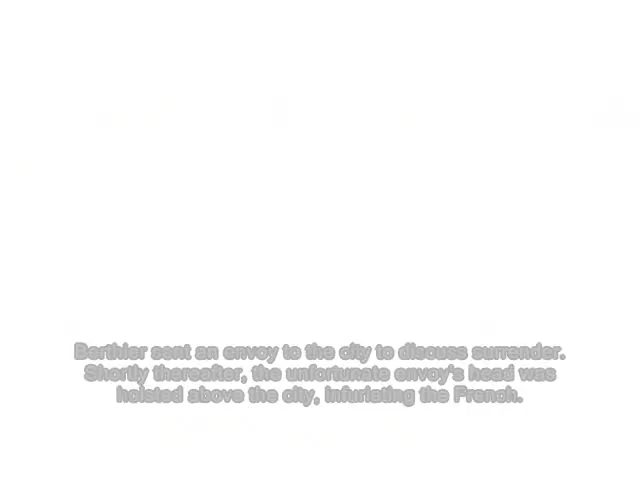 Berthier sent an envoy to the city to discuss surrender.
Shortly thereafter, the unfortunate envoy's head was
hoisted above the city, infuriating the French.